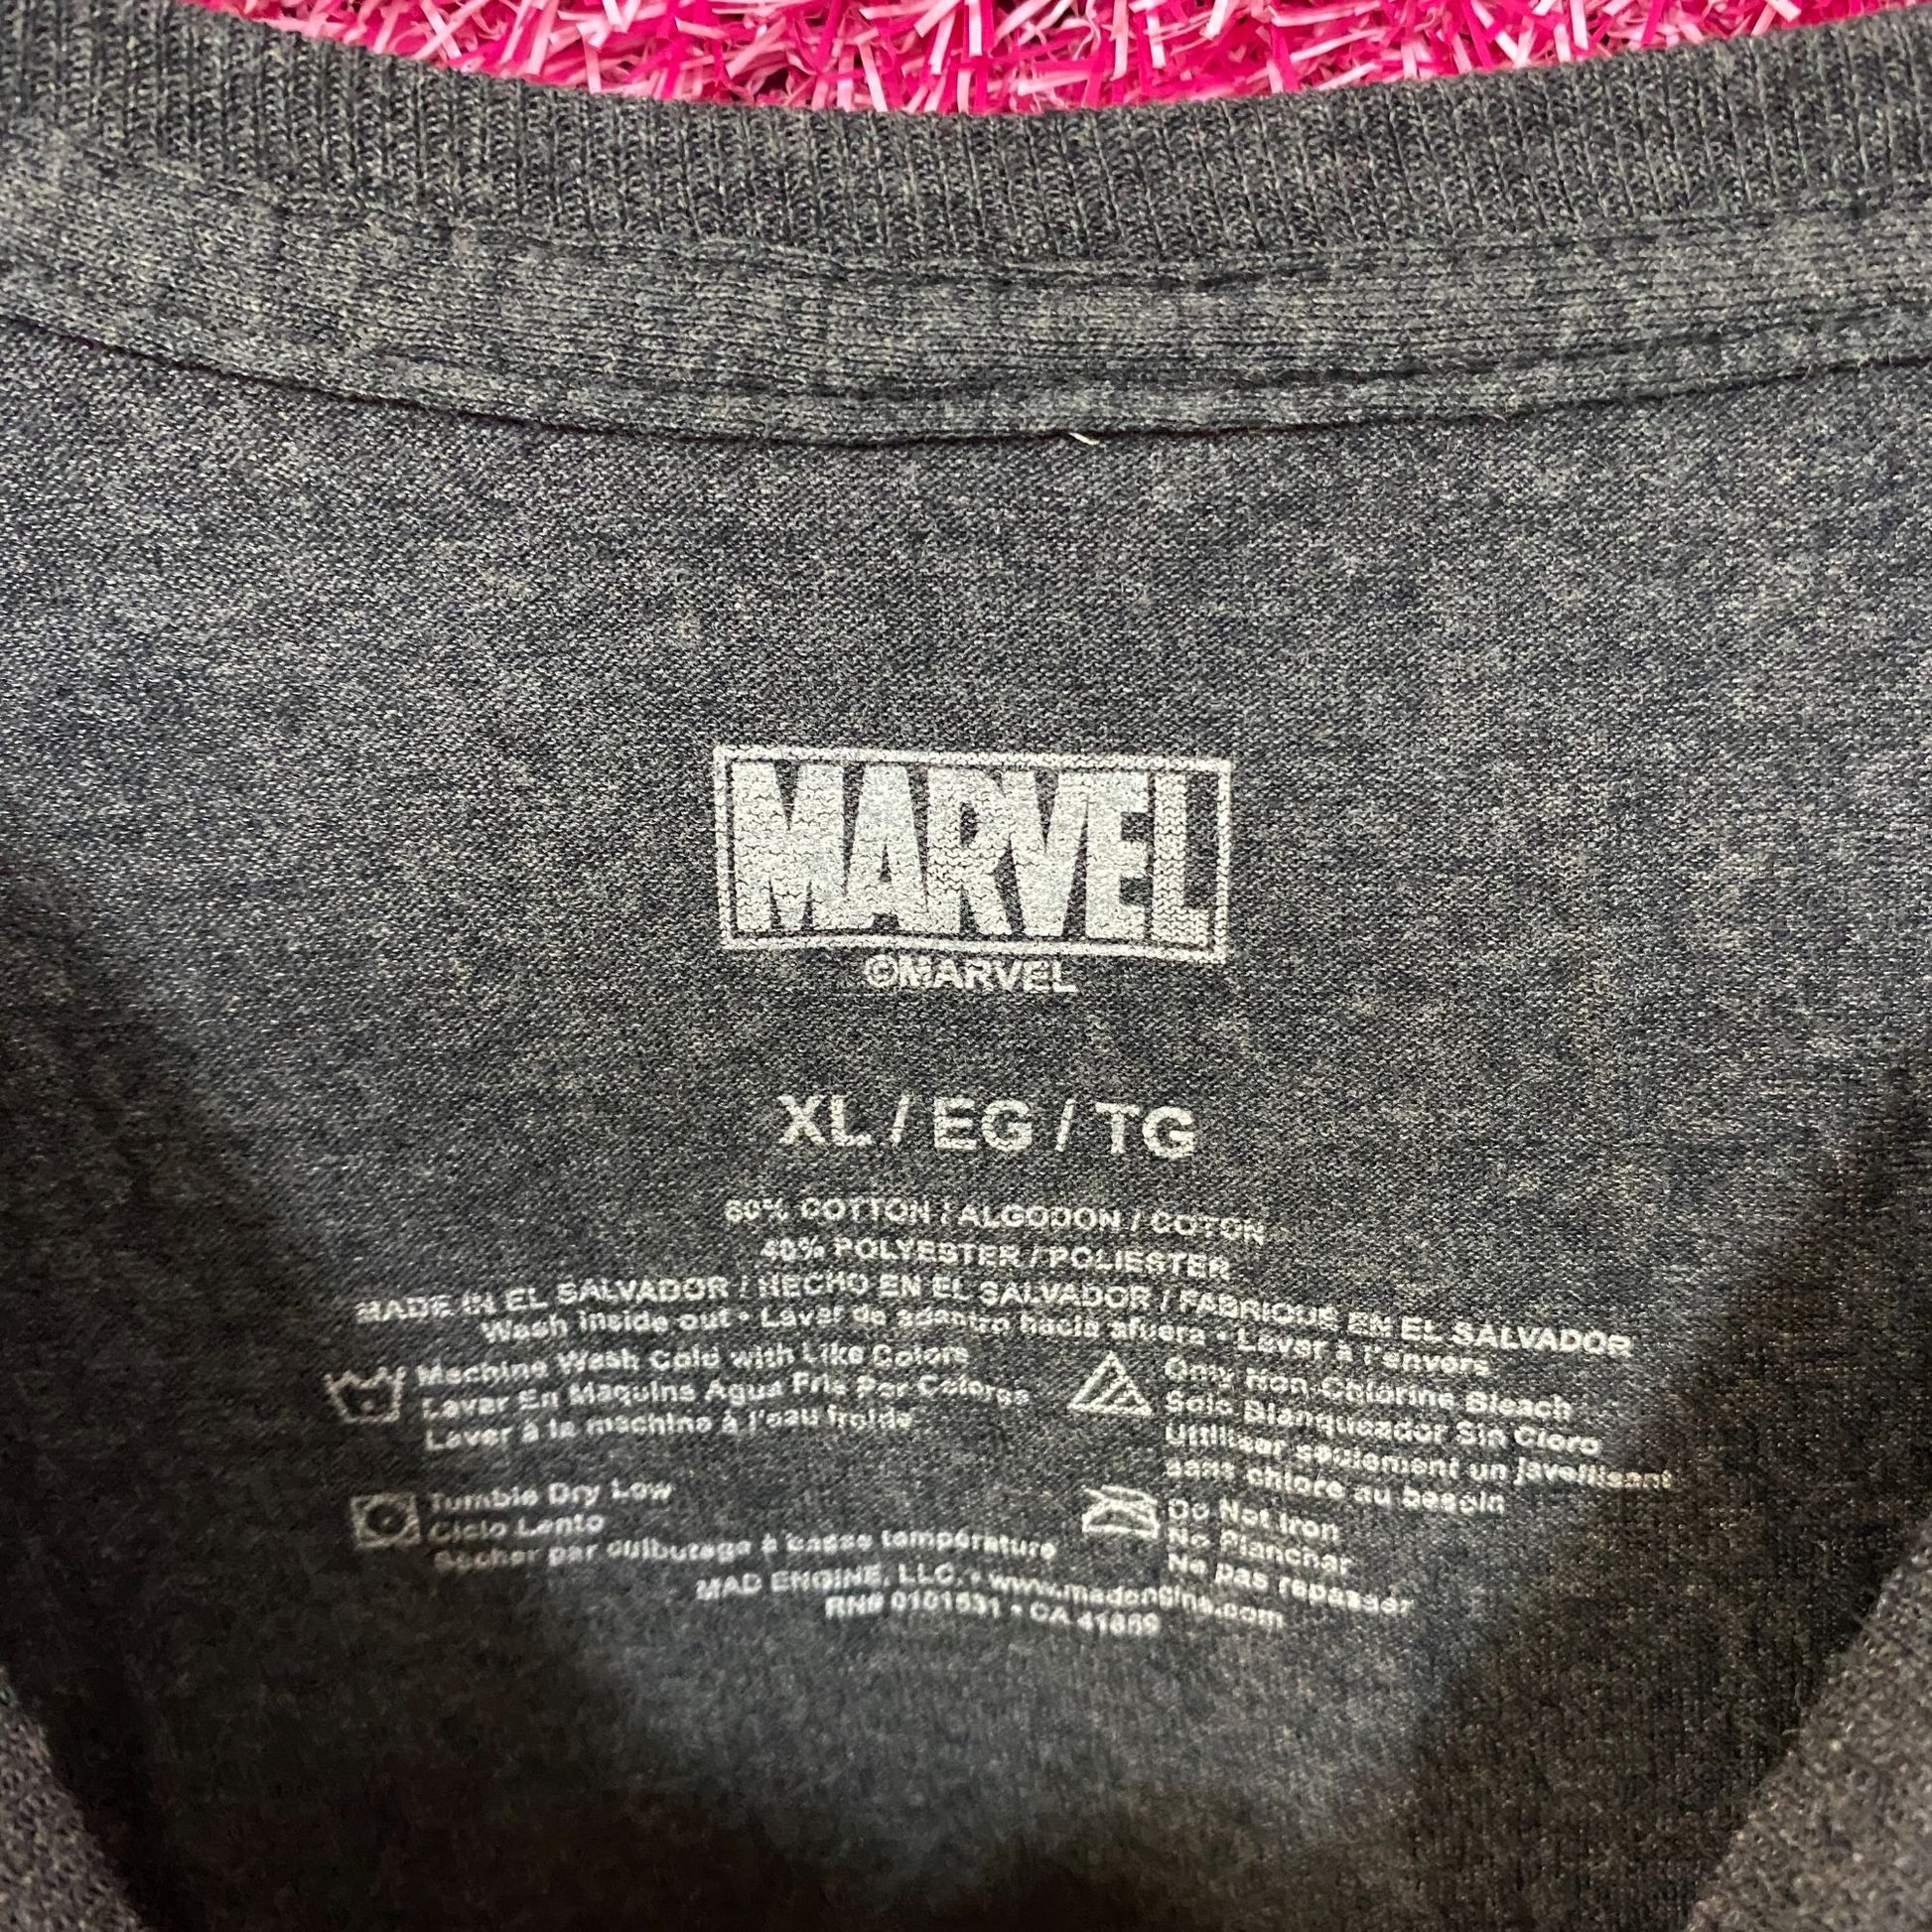 MARVEL
©MARVEL
XL / EG / TG
60% COTTON / ALGODON / COTON
40% POLYESTER / POLIESTER
MADE IN EL SALVADOR / HECHO EN EL SALVADOR / FABRIQUÉ EN EL SALVADOR
Wash inside out • Lavar de adentro hacia afuera • Laver à l'envers
Machine Wash Cold with Like Colors
Lavar En Maquina Agua Fria Por Colores
Laver à la machine à l'eau froide
Only Non-Chlorine Bleach
Solo Blanqueador Sin Cloro
Utiliser seulement un javellisant
sans chlore au besoin
Tumble Dry Low
Ciclo Lento
Sécher par culbutage à basse température
Do Not Iron
No Planchar
Ne pas repasser
MAD ENGINE, LLC. • www.madengine.com
RN# 0101531 • CA 41869